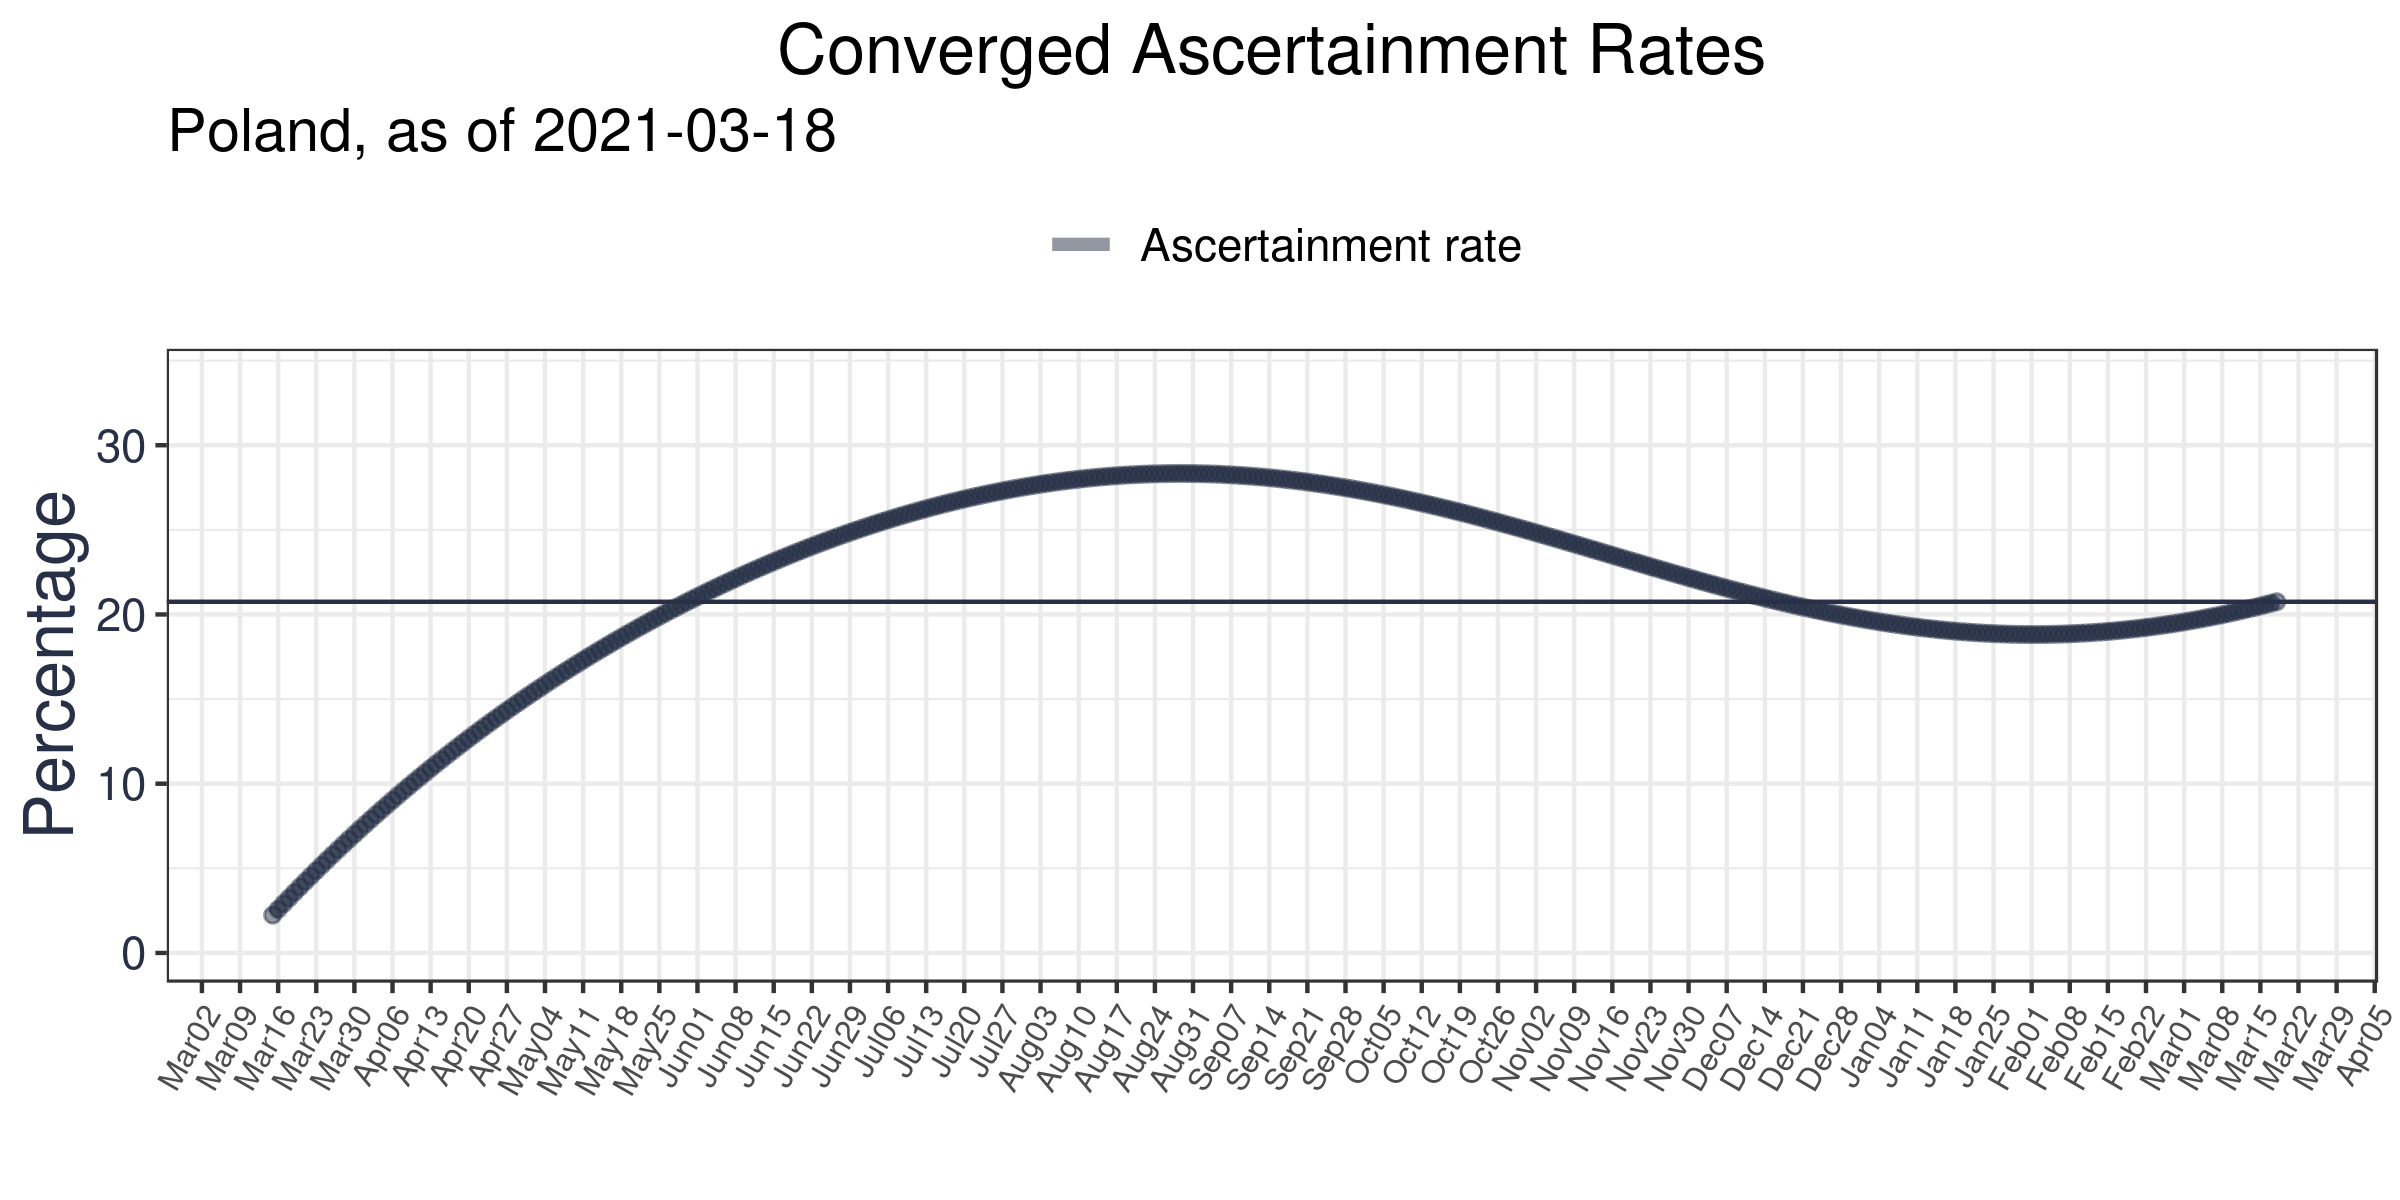 Converged Ascertainment Rates
Poland, as of 2021-03-18
Ascertainment rate
Percentage
30
20
10
0
Mar02 Mar09 Mar16 Mar23 Mar30 Apr06 Apr13 Apr20 Apr27 May04 May11 May18 May25 Jun01 Jun08 Jun15 Jun22 Jun29 Jul06 Jul13 Jul20 Jul27 Aug03 Aug10 Aug17 Aug24 Aug31 Sep07 Sep14 Sep21 Sep28 Oct05 Oct12 Oct19 Oct26 Nov02 Nov09 Nov16 Nov23 Nov30 Dec07 Dec14 Dec21 Dec28 Jan04 Jan11 Jan18 Jan25 Feb01 Feb08 Feb15 Feb22 Mar01 Mar08 Mar15 Mar22 Mar29 Apr05